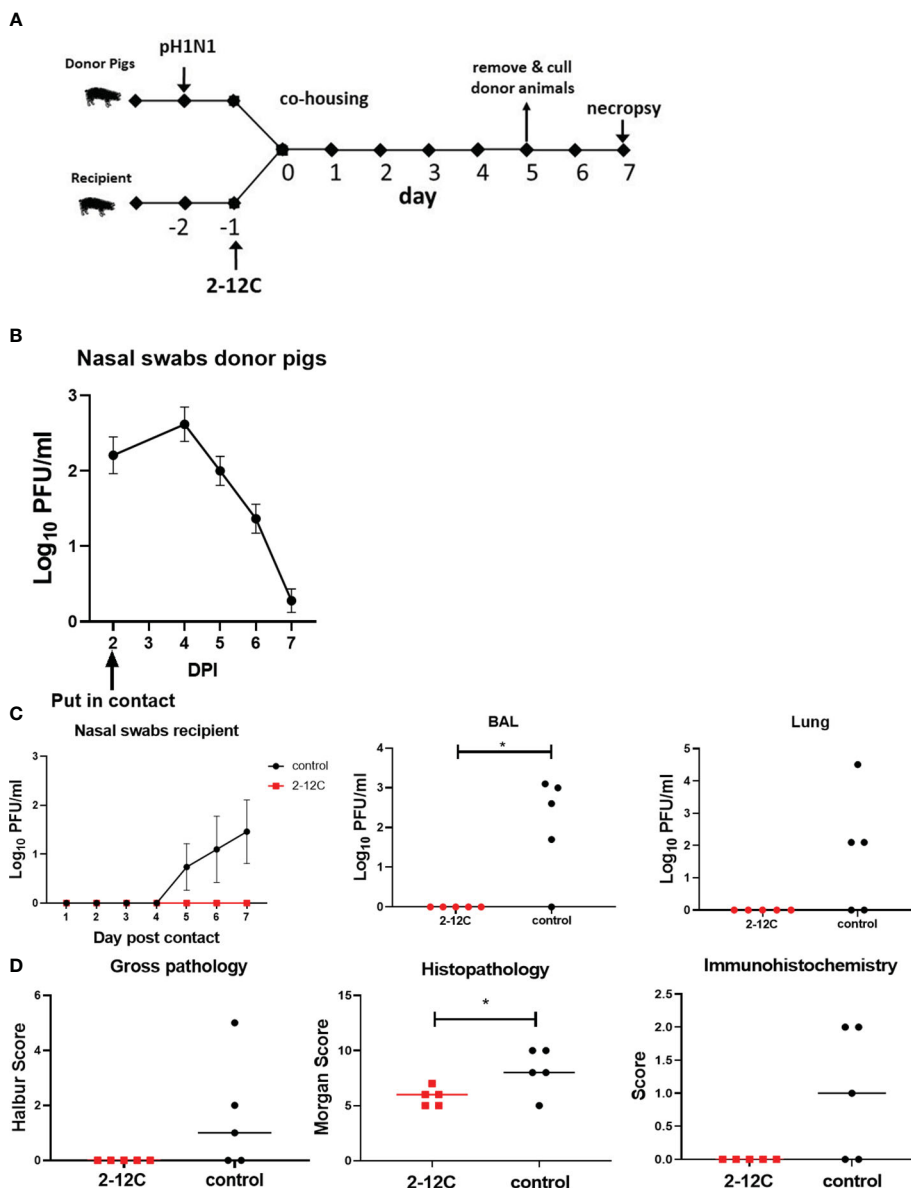 A
pH1N1
Donor Pigs
co-housing
remove & cull
donor animals
necropsy
0 1 2 3 4 5 6 7
day
Recipient
-2 -1
2-12C
B
Nasal swabs donor pigs
Log10 PFU/ml
3
2
1
0
2 3 4 5 6 7
DPI
Put in contact
C
Nasal swabs recipient
control
2-12C
Log10 PFU/ml
3
2
1
0
1 2 3 4 5 6 7
Day post contact
BAL
*
Log10 PFU/ml
4
3
2
1
0
2-12C control
Lung
Log10 PFU/ml
5
4
3
2
1
0
2-12C control
D
Gross pathology
Halbur Score
6
4
2
0
2-12C control
Histopathology
*
Morgan Score
15
10
5
0
2-12C control
Immunohistochemistry
Score
2.5
2.0
1.5
1.0
0.5
0.0
2-12C control